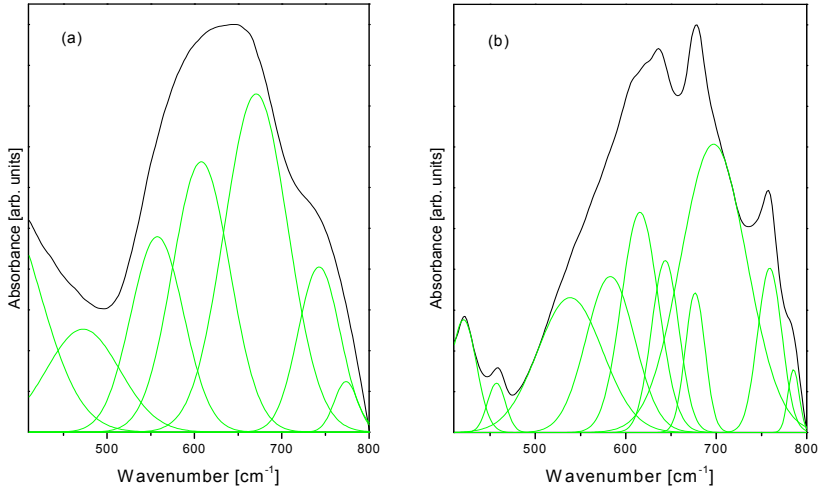 (a)
Absorbance [arb. units]
500 600 700 800
Wavenumber [cm⁻¹]
(b)
Absorbance [arb. units]
500 600 700 800
Wavenumber [cm⁻¹]